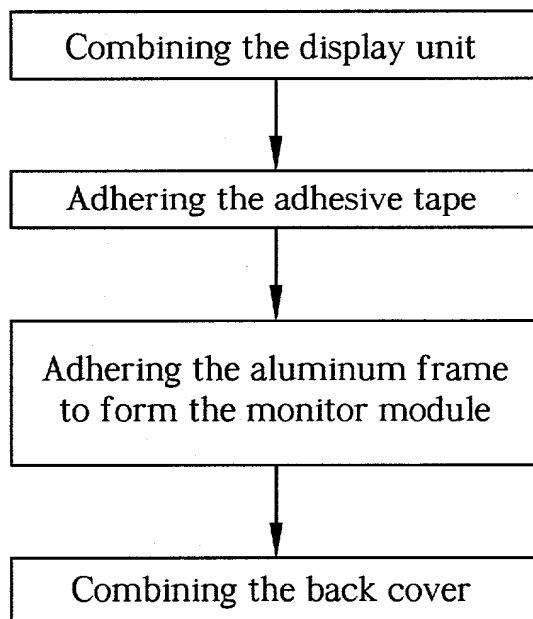 Combining the display unit
Adhering the adhesive tape
Adhering the aluminum frame
to form the monitor module
Combining the back cover